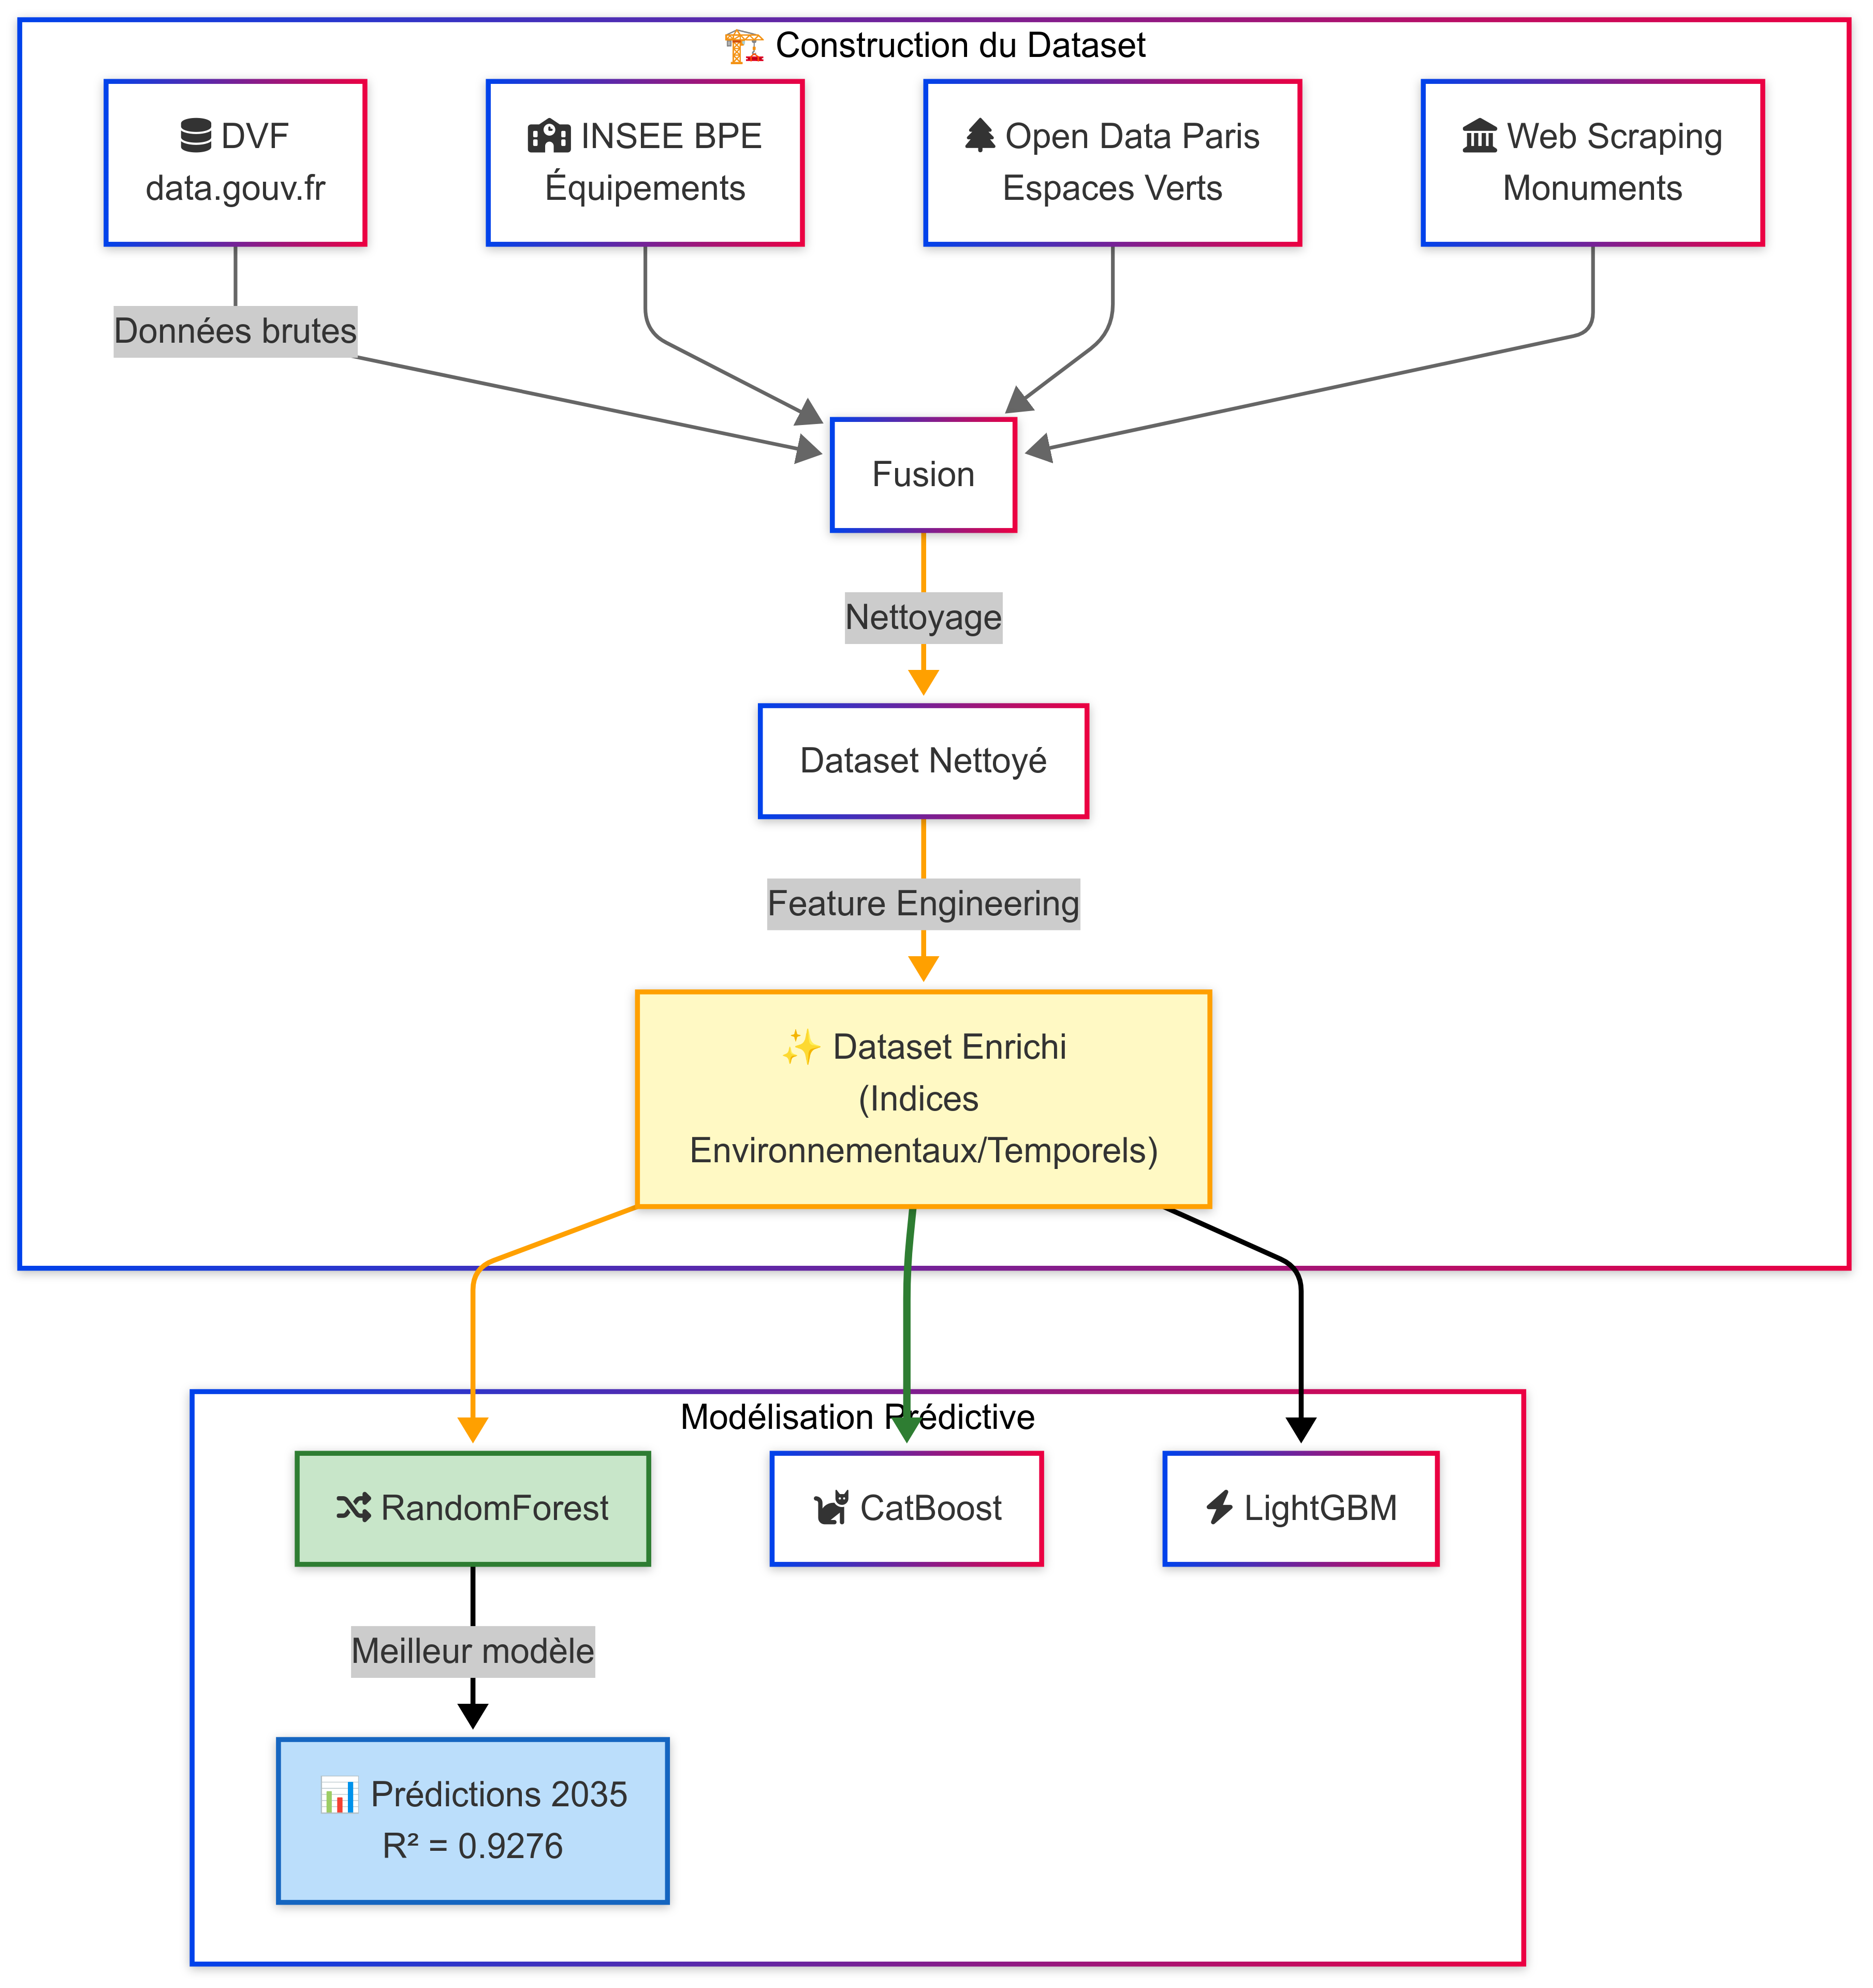 🏗️ Construction du Dataset
DVF
data.gouv.fr
INSEE BPE
Équipements
Open Data Paris
Espaces Verts
Web Scraping
Monuments
Données brutes
Fusion
Nettoyage
Dataset Nettoyé
Feature Engineering
✨ Dataset Enrichi
(Indices
Environnementaux/Temporels)
Modélisation Prédictive
RandomForest
CatBoost
LightGBM
Meilleur modèle
📊 Prédictions 2035
R² = 0.9276